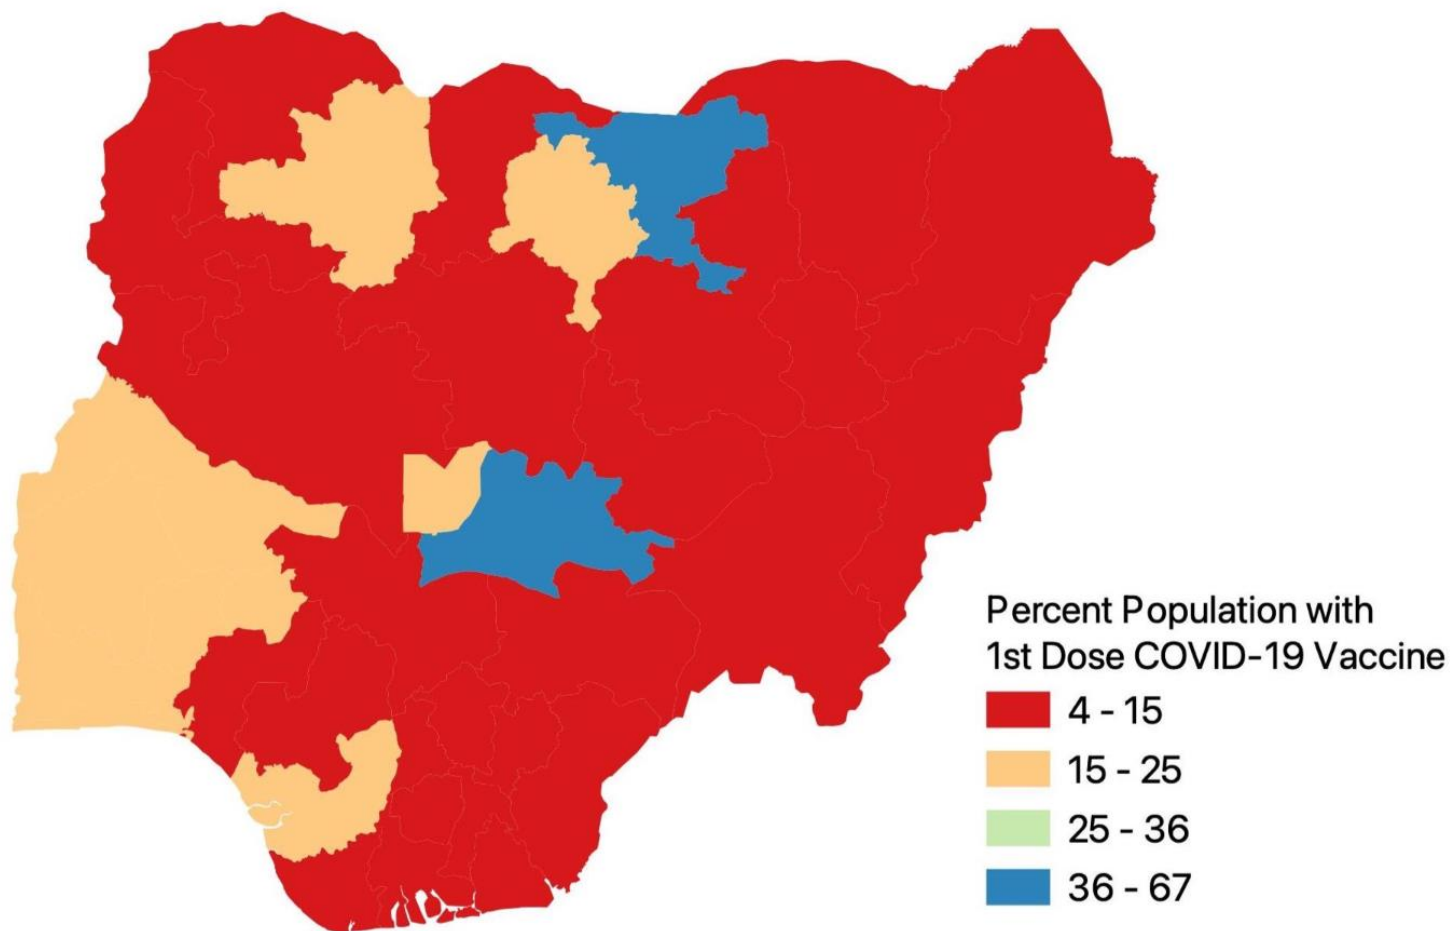 Percent Population with
1st Dose COVID-19 Vaccine
4 - 15
15 - 25
25 - 36
36 - 67